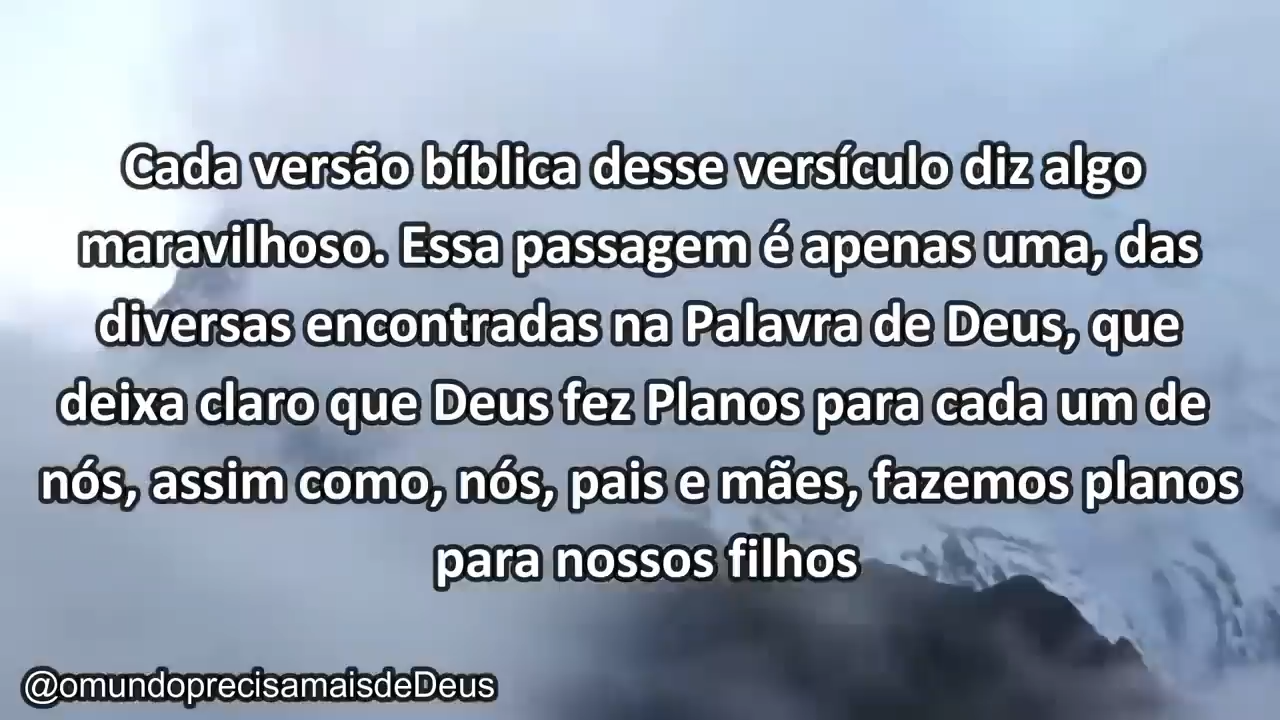 Cada versão bíblica desse versículo diz algo
maravilhoso. Essa passagem é apenas uma, das
diversas encontradas na Palavra de Deus, que
deixa claro que Deus fez Planos para cada um de
nós, assim como, nós, pais e mães, fazemos planos
para nossos filhos
@omundoprecisamaisdeDeus